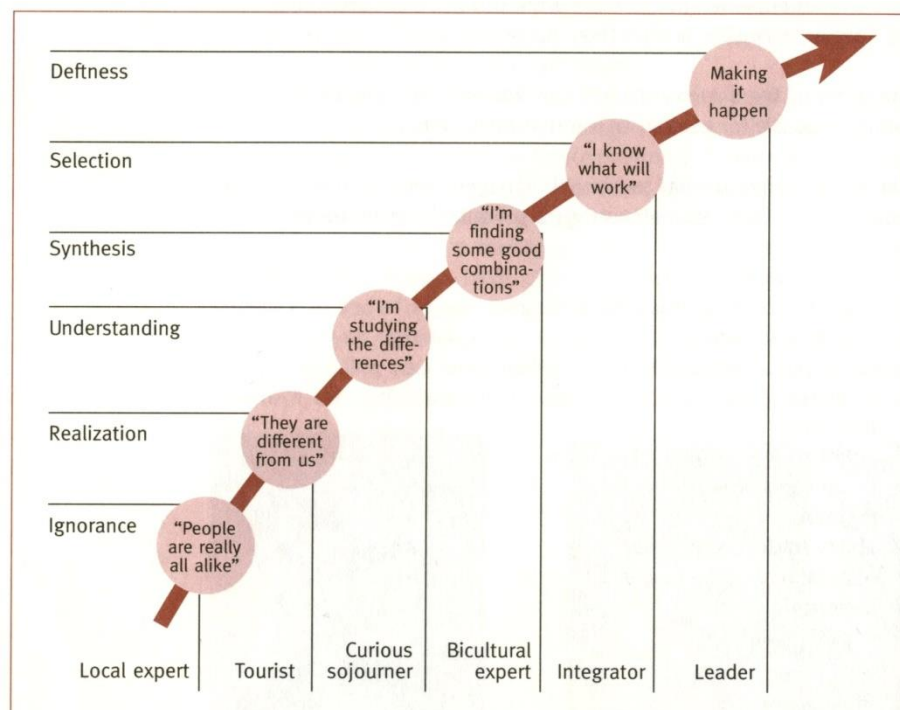 Deftness
Making
it
happen
Selection
“I know
what will
work”
Synthesis
“I’m
finding
some good
combina-
tions”
Understanding
“I’m
studying
the diffe-
rences”
Realization
“They are
different
from us”
Ignorance
“People
are really
all alike”
Local expert
Tourist
Curious
sojourner
Bicultural
expert
Integrator
Leader